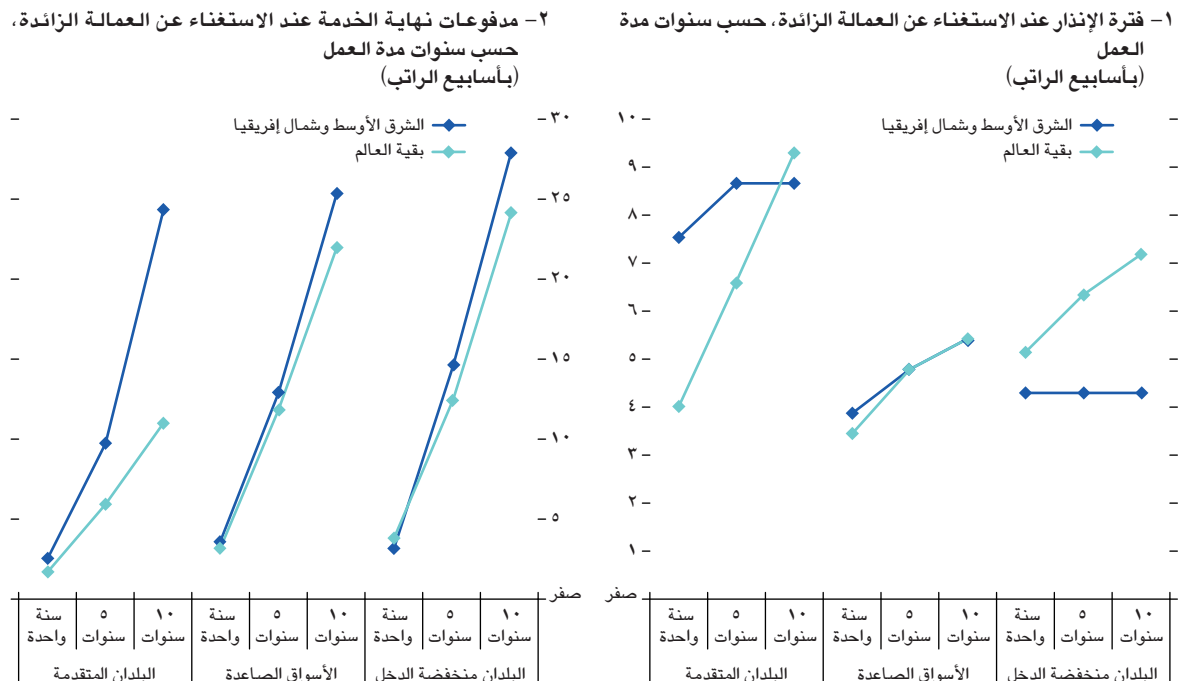 ١- فترة الإنذار عند الاستغناء عن العمالة الزائدة، حسب سنوات مدة
العمل
(بأسابيع الراتب)
الشرق الأوسط وشمال إفريقيا
بقية العالم
١٠
٩
٨
٧
٦
٥
٤
٣
٢
١
صفر
سنة واحدة
٥ سنوات
١٠ سنوات
سنة واحدة
٥ سنوات
١٠ سنوات
سنة واحدة
٥ سنوات
١٠ سنوات
البلدان المتقدمة
الأسواق الصاعدة
البلدان منخفضة الدخل
٢- مدفوعات نهاية الخدمة عند الاستغناء عن العمالة الزائدة،
حسب سنوات مدة العمل
(بأسابيع الراتب)
الشرق الأوسط وشمال إفريقيا
بقية العالم
٣٠
٢٥
٢٠
١٥
١٠
٥
صفر
سنة واحدة
٥ سنوات
١٠ سنوات
سنة واحدة
٥ سنوات
١٠ سنوات
سنة واحدة
٥ سنوات
١٠ سنوات
البلدان المتقدمة
الأسواق الصاعدة
البلدان منخفضة الدخل